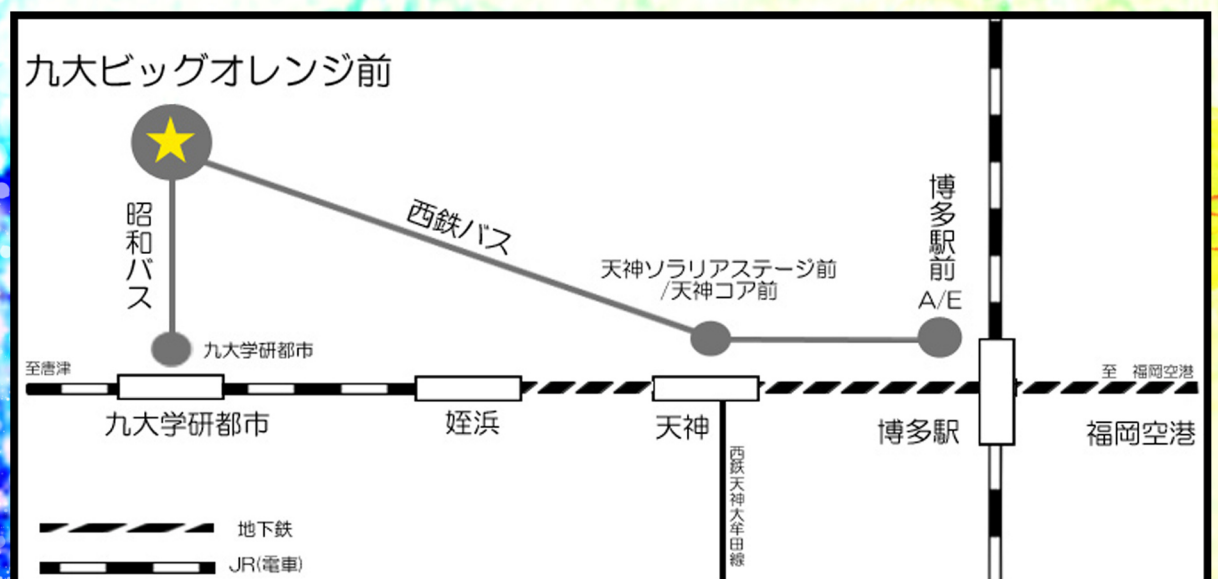 九大ビッグオレンジ前
昭和バス
西鉄バス
天神ソラリアステージ前
/天神コア前
博多駅前
A/E
九大学研都市
至唐津
至 福岡空港
九大学研都市
姪浜
天神
博多駅
福岡空港
西鉄天神大牟田線
地下鉄
JR(電車)